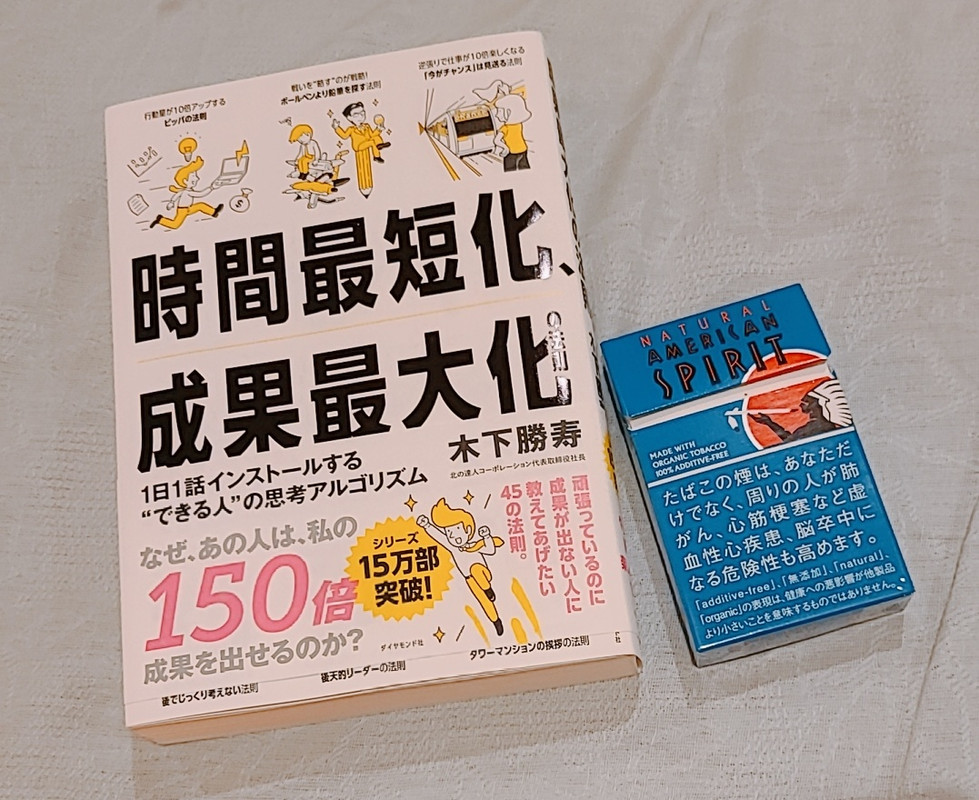 行動量が10倍アップする
ピッパの法則
戦いを"略す"のが戦略!
ボールペンより鉛筆を探す法則
逆張りで仕事が10倍楽しくなる
「今がチャンス」は見送る法則
時間最短化、
成果最大化
の法則
木下勝寿
北の達人コーポレーション代表取締役社長
1日1話インストールする
"できる人"の思考アルゴリズム
なぜ、あの人は、私の
150倍
成果を出せるのか?
シリーズ
15万部
突破!
頑張っているのに
成果が出ない人に
教えてあげたい
45の法則。
ダイヤモンド社
後でじっくり考えない法則
後天的リーダーの法則
タワーマンションの挨拶の法則
NATURAL
AMERICAN
SPIRIT
MADE WITH
ORGANIC TOBACCO
100% ADDITIVE-FREE
たばこの煙は、あなただ
けでなく、周りの人が肺
がん、心筋梗塞など虚
血性心疾患、脳卒中に
なる危険性も高めます。
「additive-free」、「無添加」、「natural」、
「organic」の表現は、健康への悪影響が他製品
より小さいことを意味するものではありません。